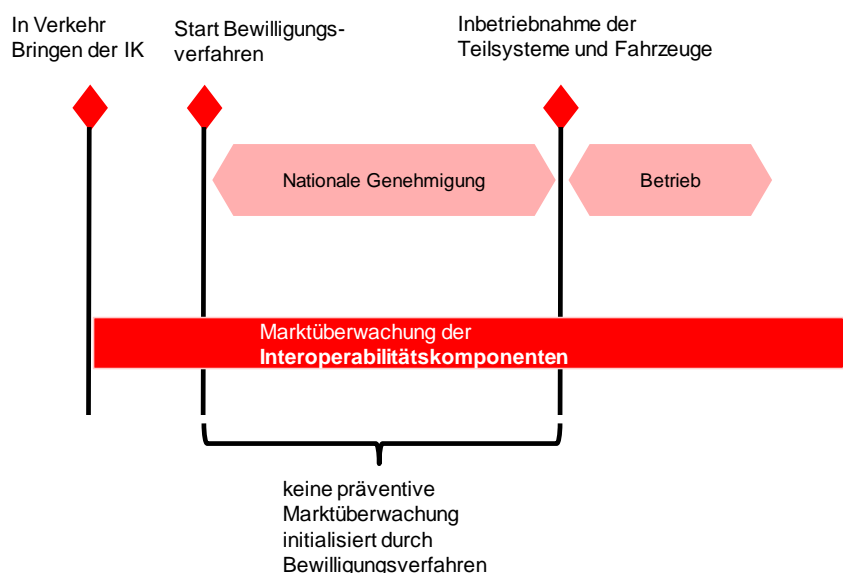 In Verkehr
Bringen der IK
Start Bewilligungs-
verfahren
Inbetriebnahme der
Teilsysteme und Fahrzeuge
Nationale Genehmigung
Betrieb
Marktüberwachung der
Interoperabilitätskomponenten
keine präventive
Marktüberwachung
initialisiert durch
Bewilligungsverfahren